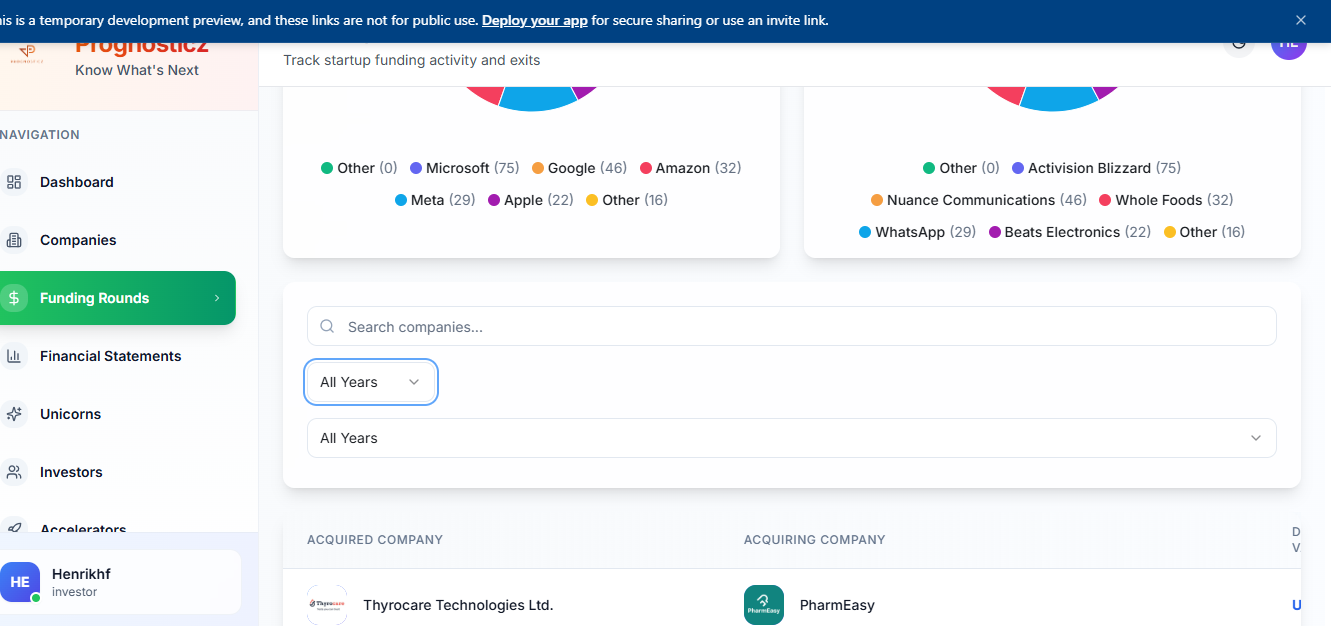 is is a temporary development preview, and these links are not for public use. Deploy your app for secure sharing or use an invite link.
Prognosticz
Know What's Next
Track startup funding activity and exits
HE
NAVIGATION
Dashboard
Companies
Funding Rounds
Financial Statements
Unicorns
Investors
Accelerators
HE
Henrikhf
investor
Other (0) Microsoft (75) Google (46) Amazon (32)
Meta (29) Apple (22) Other (16)
Other (0) Activision Blizzard (75)
Nuance Communications (46) Whole Foods (32)
WhatsApp (29) Beats Electronics (22) Other (16)
Search companies...
All Years
All Years
ACQUIRED COMPANY ACQUIRING COMPANY D
V
Thyrocare Thyrocare Technologies Ltd. PharmEasy PharmEasy U